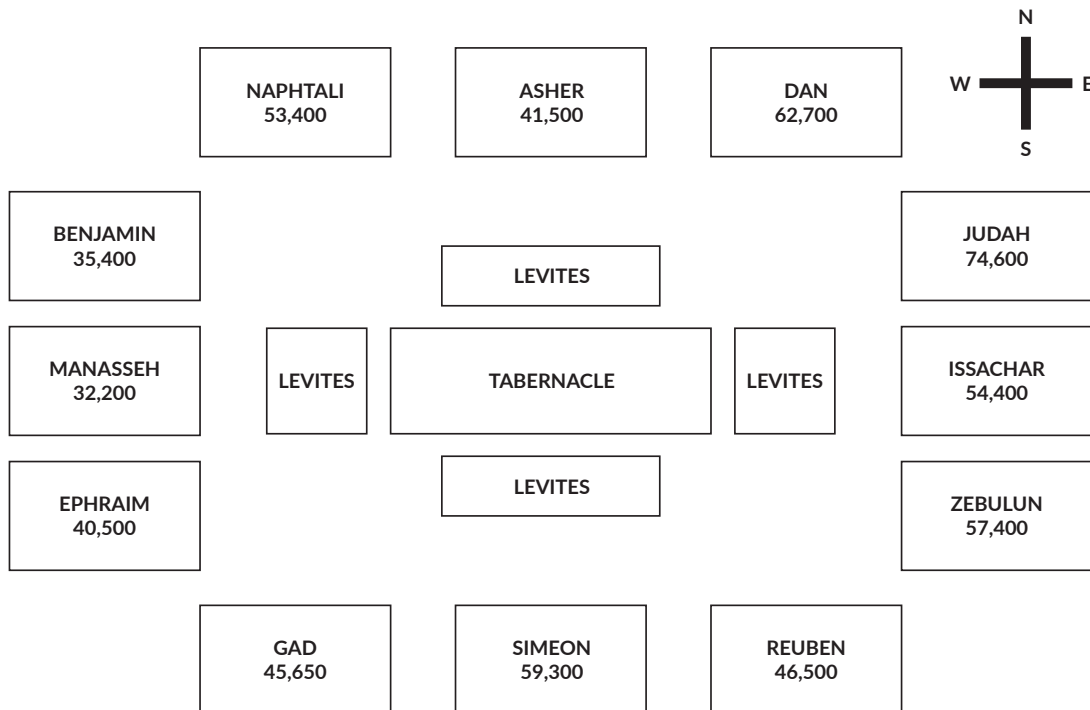 N
W E
S
NAPHTALI
53,400
ASHER
41,500
DAN
62,700
BENJAMIN
35,400
LEVITES
JUDAH
74,600
MANASSEH
32,200
LEVITES
TABERNACLE
LEVITES
ISSACHAR
54,400
EPHRAIM
40,500
LEVITES
ZEBULUN
57,400
GAD
45,650
SIMEON
59,300
REUBEN
46,500